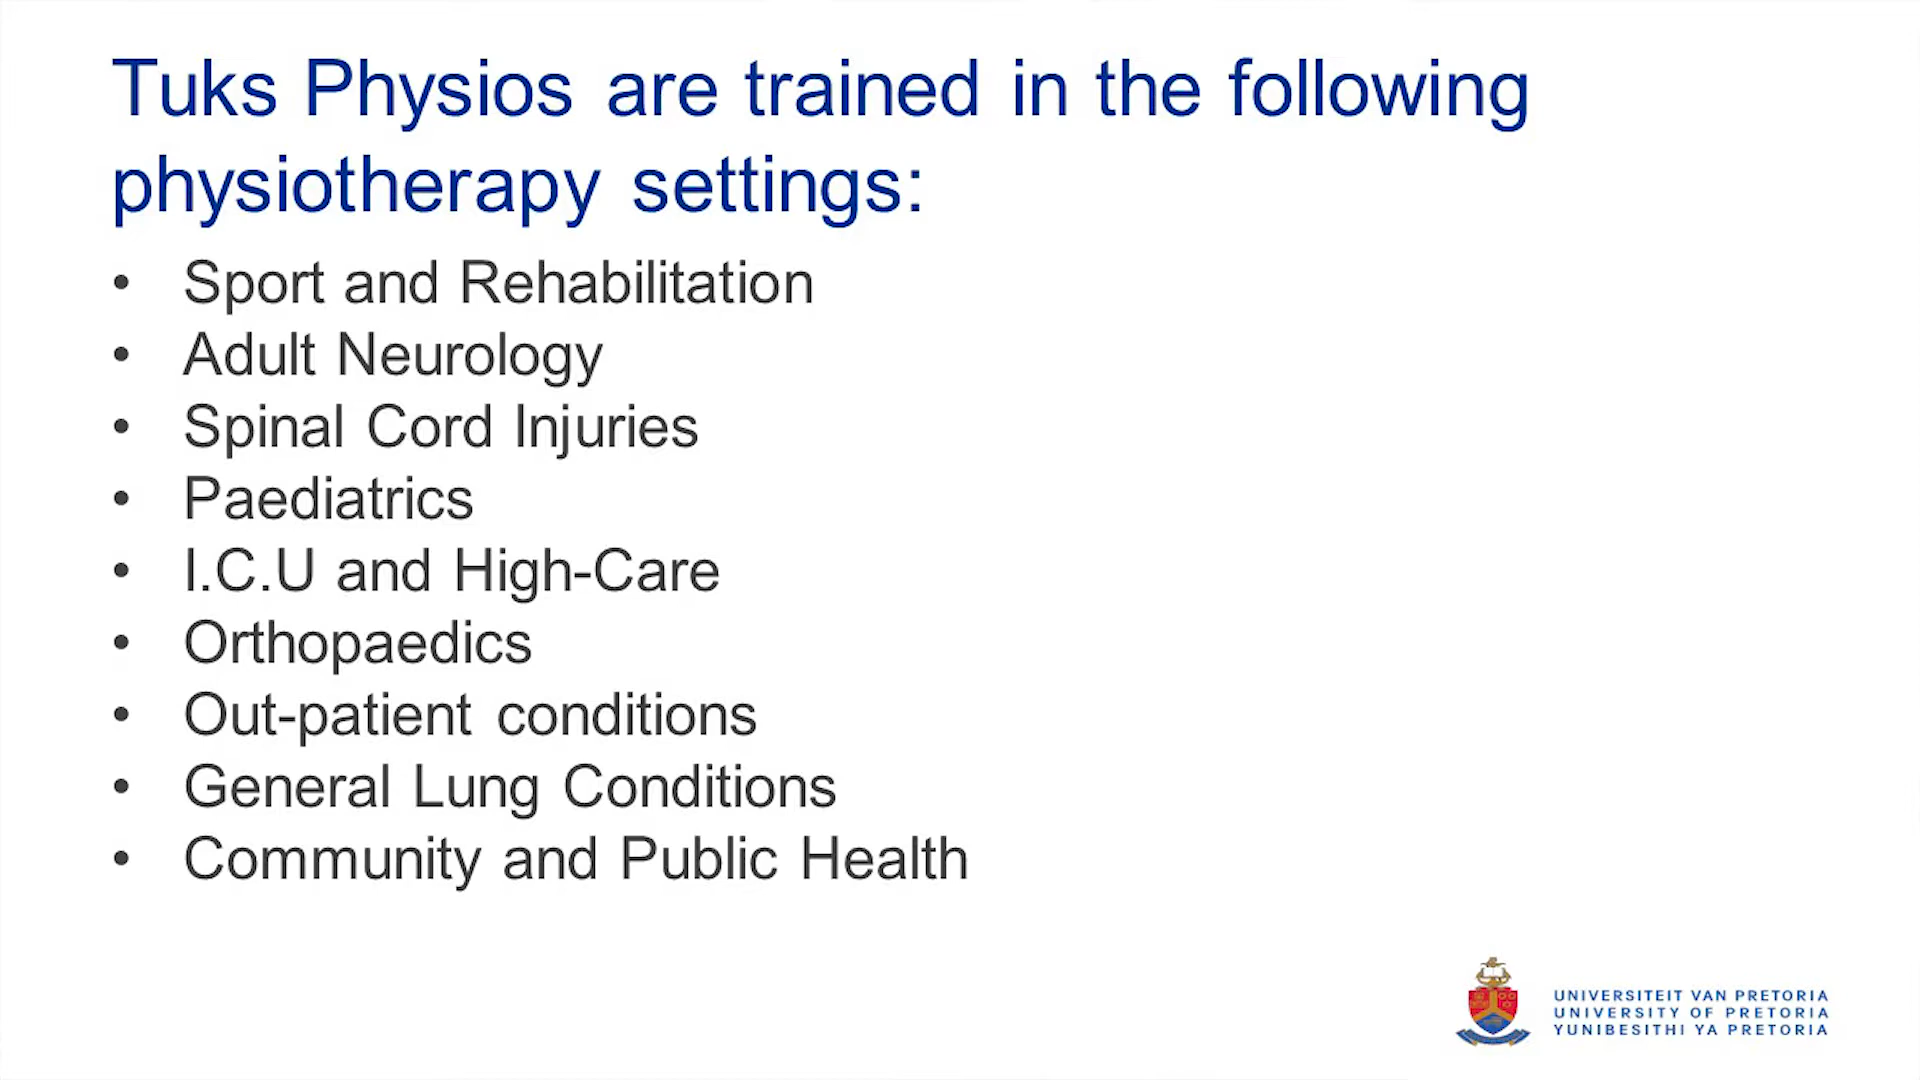 Tuks Physios are trained in the following
physiotherapy settings:
• Sport and Rehabilitation
• Adult Neurology
• Spinal Cord Injuries
• Paediatrics
• I.C.U and High-Care
• Orthopaedics
• Out-patient conditions
• General Lung Conditions
• Community and Public Health
UNIVERSITEIT VAN PRETORIA
UNIVERSITY OF PRETORIA
YUNIBESITHI YA PRETORIA